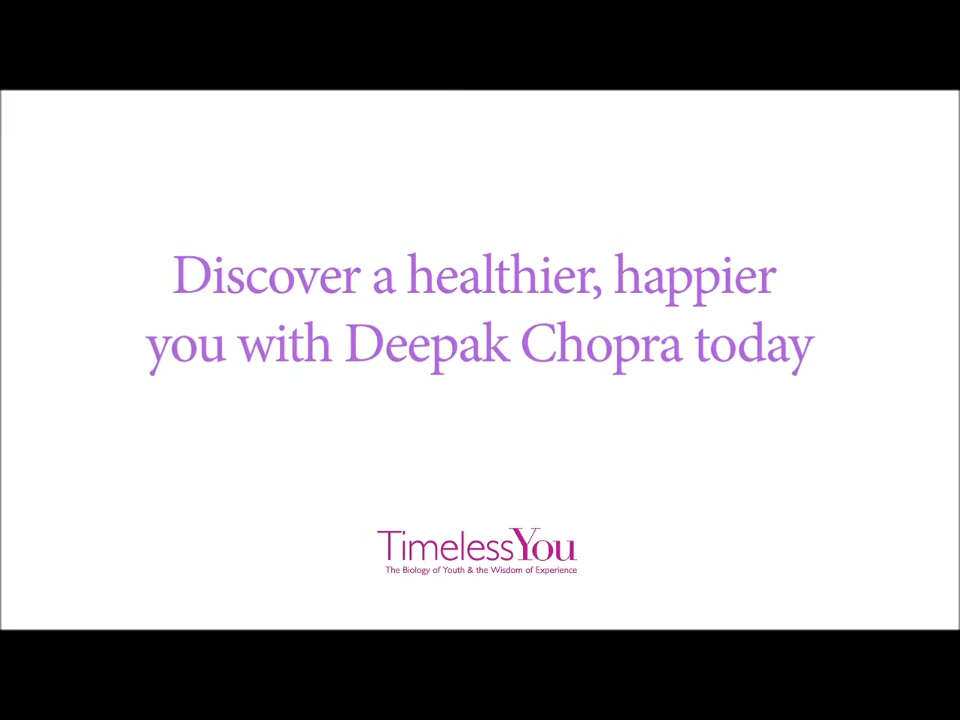 Discover a healthier, happier
you with Deepak Chopra today
TimelessYou
The Biology of Youth & the Wisdom of Experience